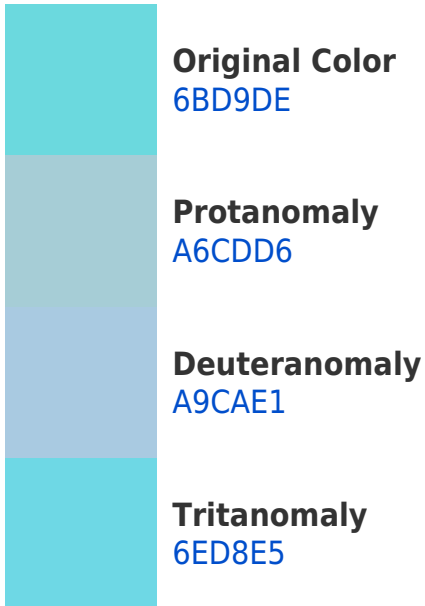 Original Color
6BD9DE
Protanomaly
A6CDD6
Deuteranomaly
A9CAE1
Tritanomaly
6ED8E5